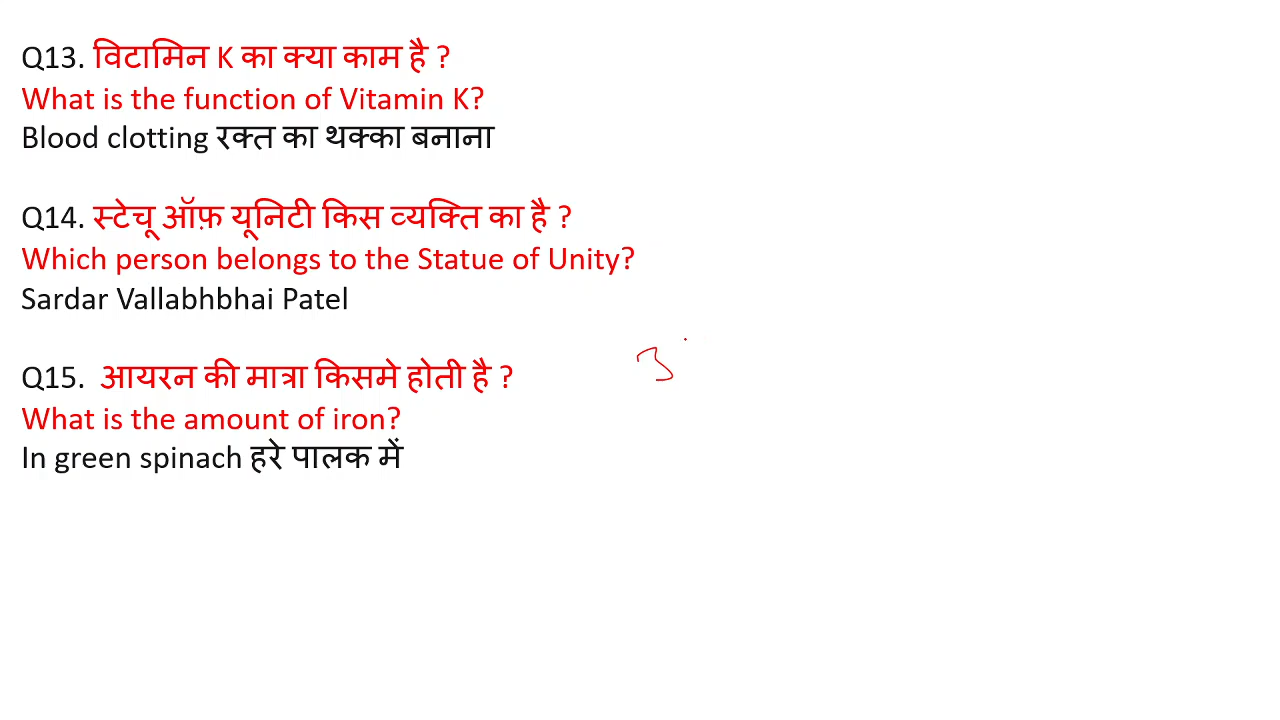 Q13. विटामिन K का क्या काम है ?
What is the function of Vitamin K?
Blood clotting रक्त का थक्का बनाना
Q14. स्टेचू ऑफ़ यूनिटी किस व्यक्ति का है ?
Which person belongs to the Statue of Unity?
Sardar Vallabhbhai Patel
3
Q15. आयरन की मात्रा किसमे होती है ?
What is the amount of iron?
In green spinach हरे पालक में